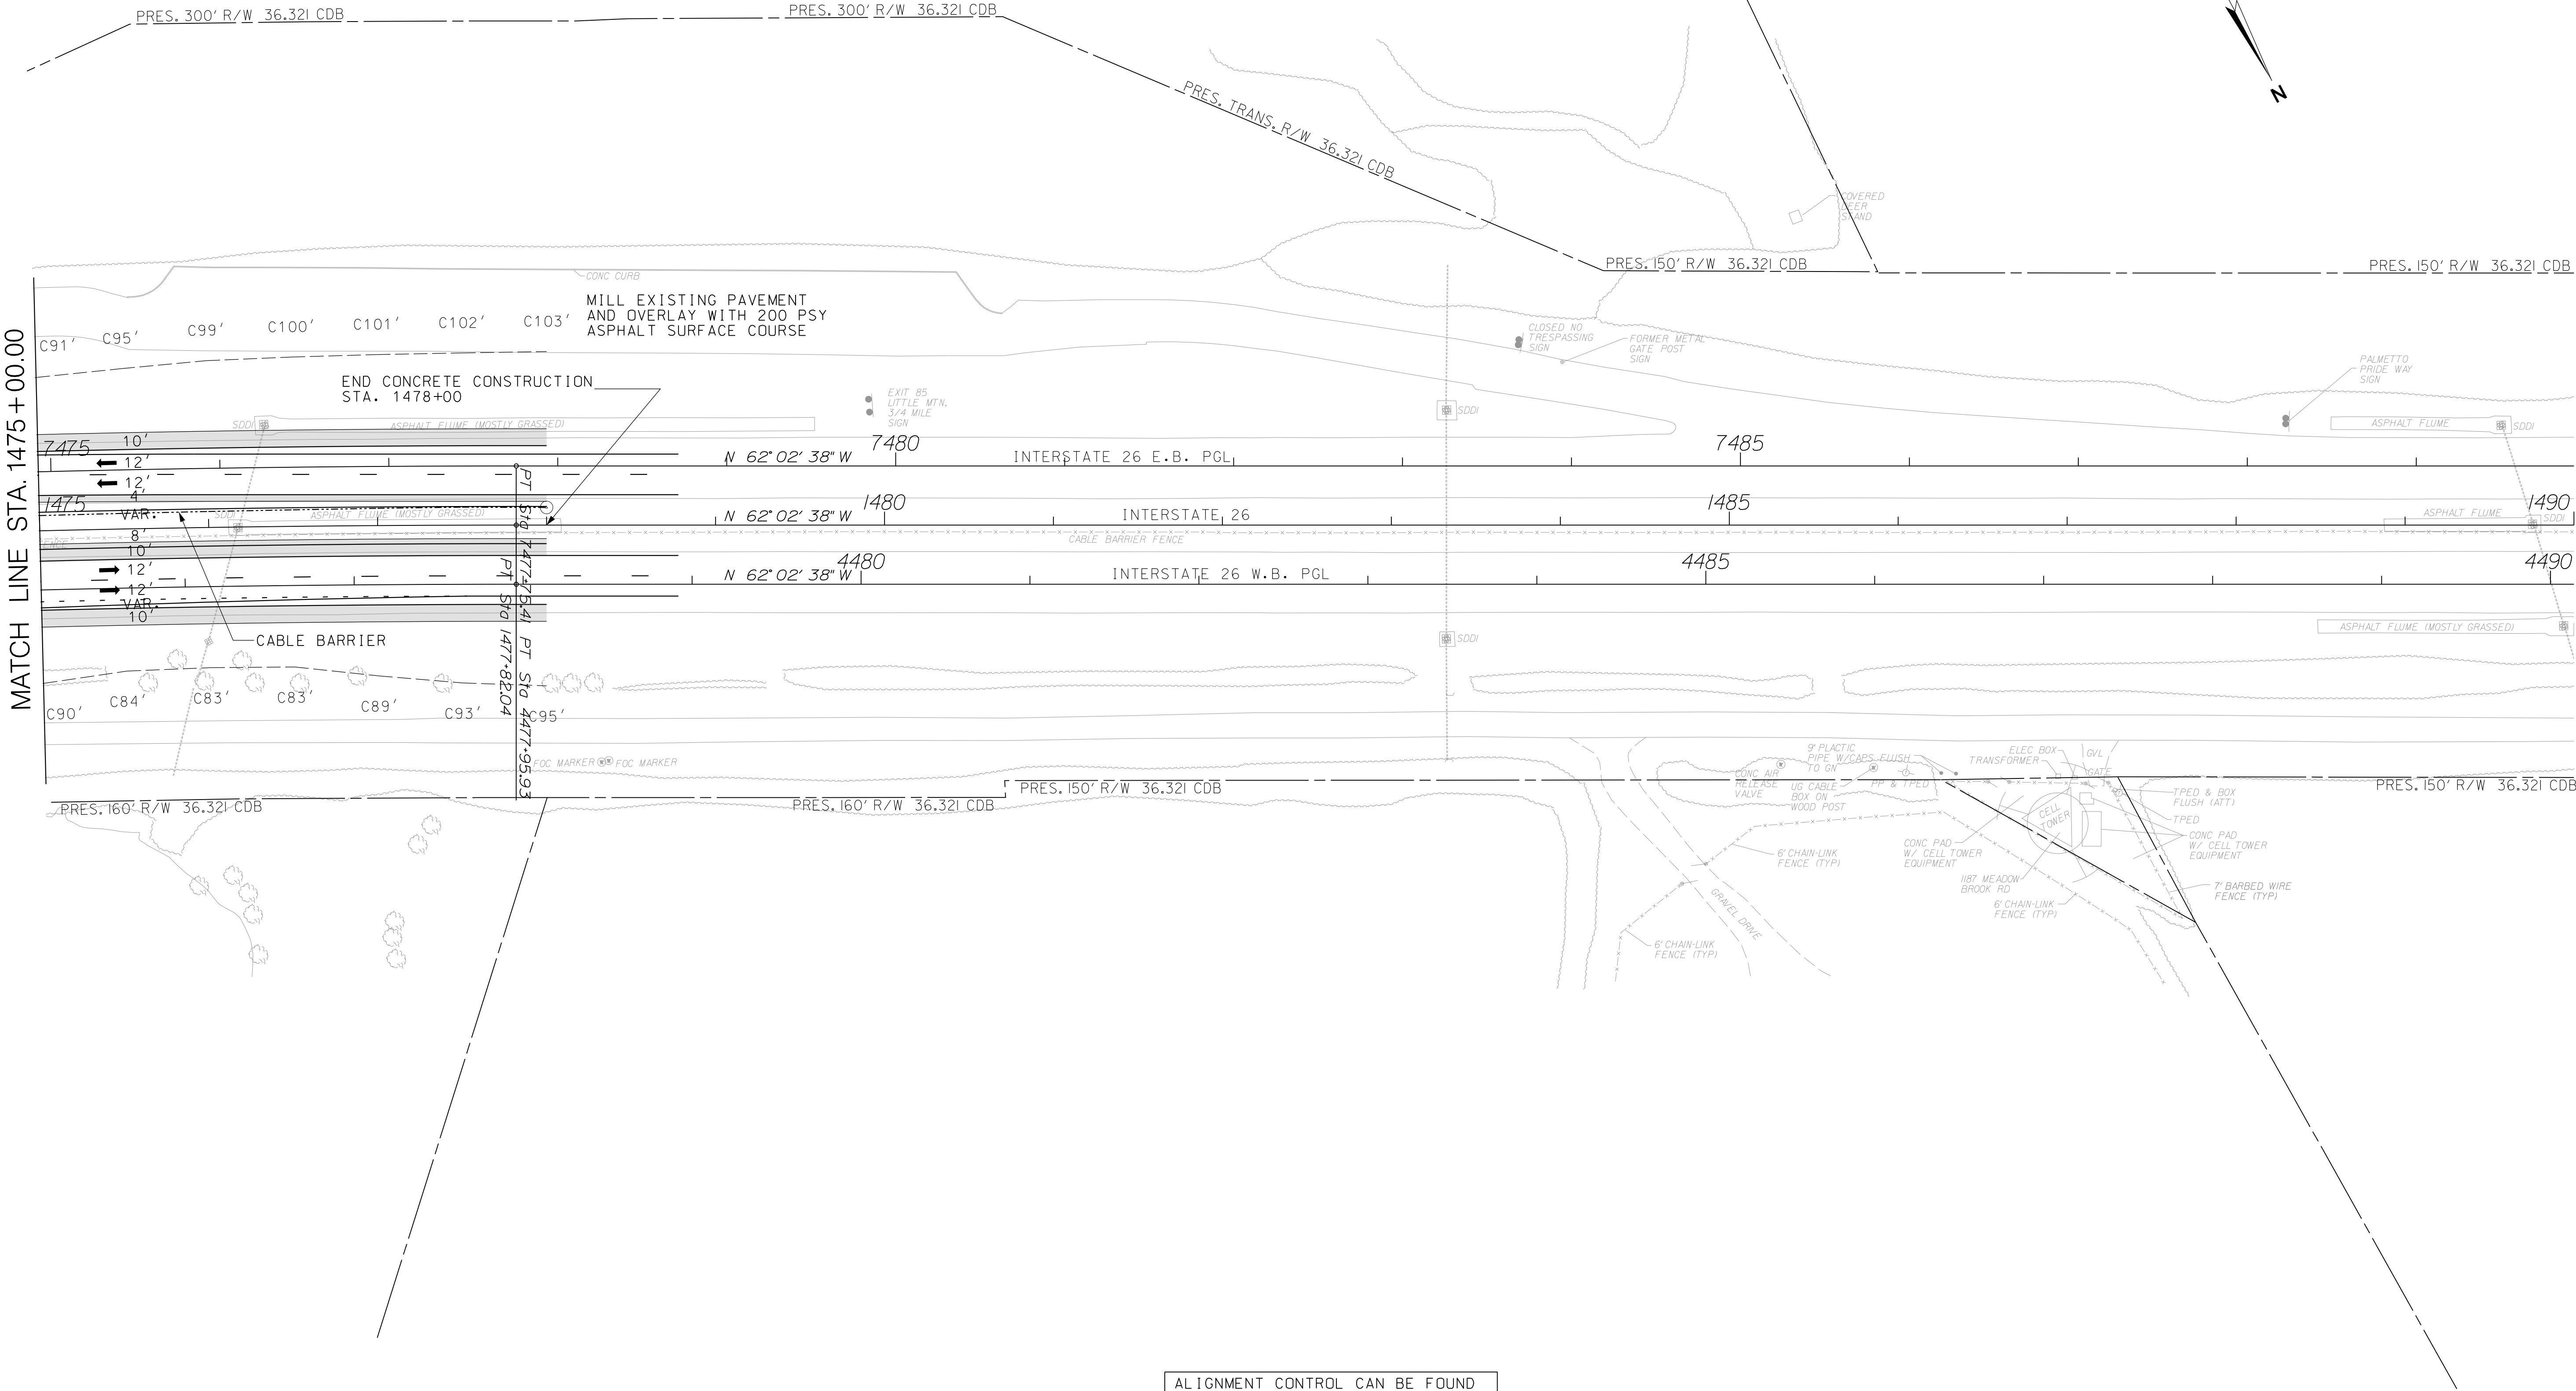 PRES. 300' R/W 36.321 CDB
PRES. 300' R/W 36.321 CDB
N
PRES. TRANS. R/W 36.321 CDB
COVERED
DEER
STAND
PRES. 150' R/W 36.321 CDB
PRES. 150' R/W 36.321 CDB
CONC CURB
MILL EXISTING PAVEMENT
AND OVERLAY WITH 200 PSY
ASPHALT SURFACE COURSE
MATCH LINE STA. 1475+00.00
C91'
C95'
C99'
C100'
C101'
C102'
C103'
CLOSED NO
TRESPASSING
SIGN
FORMER METAL
GATE POST
SIGN
PALMETTO
PRIDE WAY
SIGN
END CONCRETE CONSTRUCTION
STA. 1478+00
EXIT 85
LITTLE MTN.
3/4 MILE
SIGN
SDDI
ASPHALT FLUME (MOSTLY GRASSED)
SDDI
ASPHALT FLUME
SDDI
7475
10'
7480
7485
12'
N 62° 02' 38" W
INTERSTATE 26 E.B. PGL
12'
4'
1475
VAR.
SDDI
ASPHALT FLUME (MOSTLY GRASSED)
1480
1485
1490
N 62° 02' 38" W
INTERSTATE 26
ASPHALT FLUME
SDDI
8'
FENCE
10'
CABLE BARRIER FENCE
12'
4480
4485
4490
N 62° 02' 38" W
INTERSTATE 26 W.B. PGL
12'
VAR.
10'
PT Sta 7477+75.41
PT Sta 1477+82.04
PT Sta 4477+95.93
CABLE BARRIER
SDDI
ASPHALT FLUME (MOSTLY GRASSED)
C90'
C84'
C83'
C83'
C89'
C93'
C95'
FOC MARKER
FOC MARKER
PRES. 160' R/W 36.321 CDB
PRES. 160' R/W 36.321 CDB
PRES. 150' R/W 36.321 CDB
PRES. 150' R/W 36.321 CDB
CONC AIR
RELEASE
VALVE
9" PLACTIC
PIPE W/CAPS FLUSH
TO GN
UG CABLE
BOX ON
WOOD POST
PP & TPED
ELEC BOX
TRANSFORMER
GVL
GATE
TPED & BOX
FLUSH (ATT)
TPED
CELL
TOWER
CONC PAD
W/ CELL TOWER
EQUIPMENT
CONC PAD
W/ CELL TOWER
EQUIPMENT
6' CHAIN-LINK
FENCE (TYP)
1187 MEADOW
BROOK RD
7' BARBED WIRE
FENCE (TYP)
6' CHAIN-LINK
FENCE (TYP)
GRAVEL DRIVE
6' CHAIN-LINK
FENCE (TYP)
ALIGNMENT CONTROL CAN BE FOUND